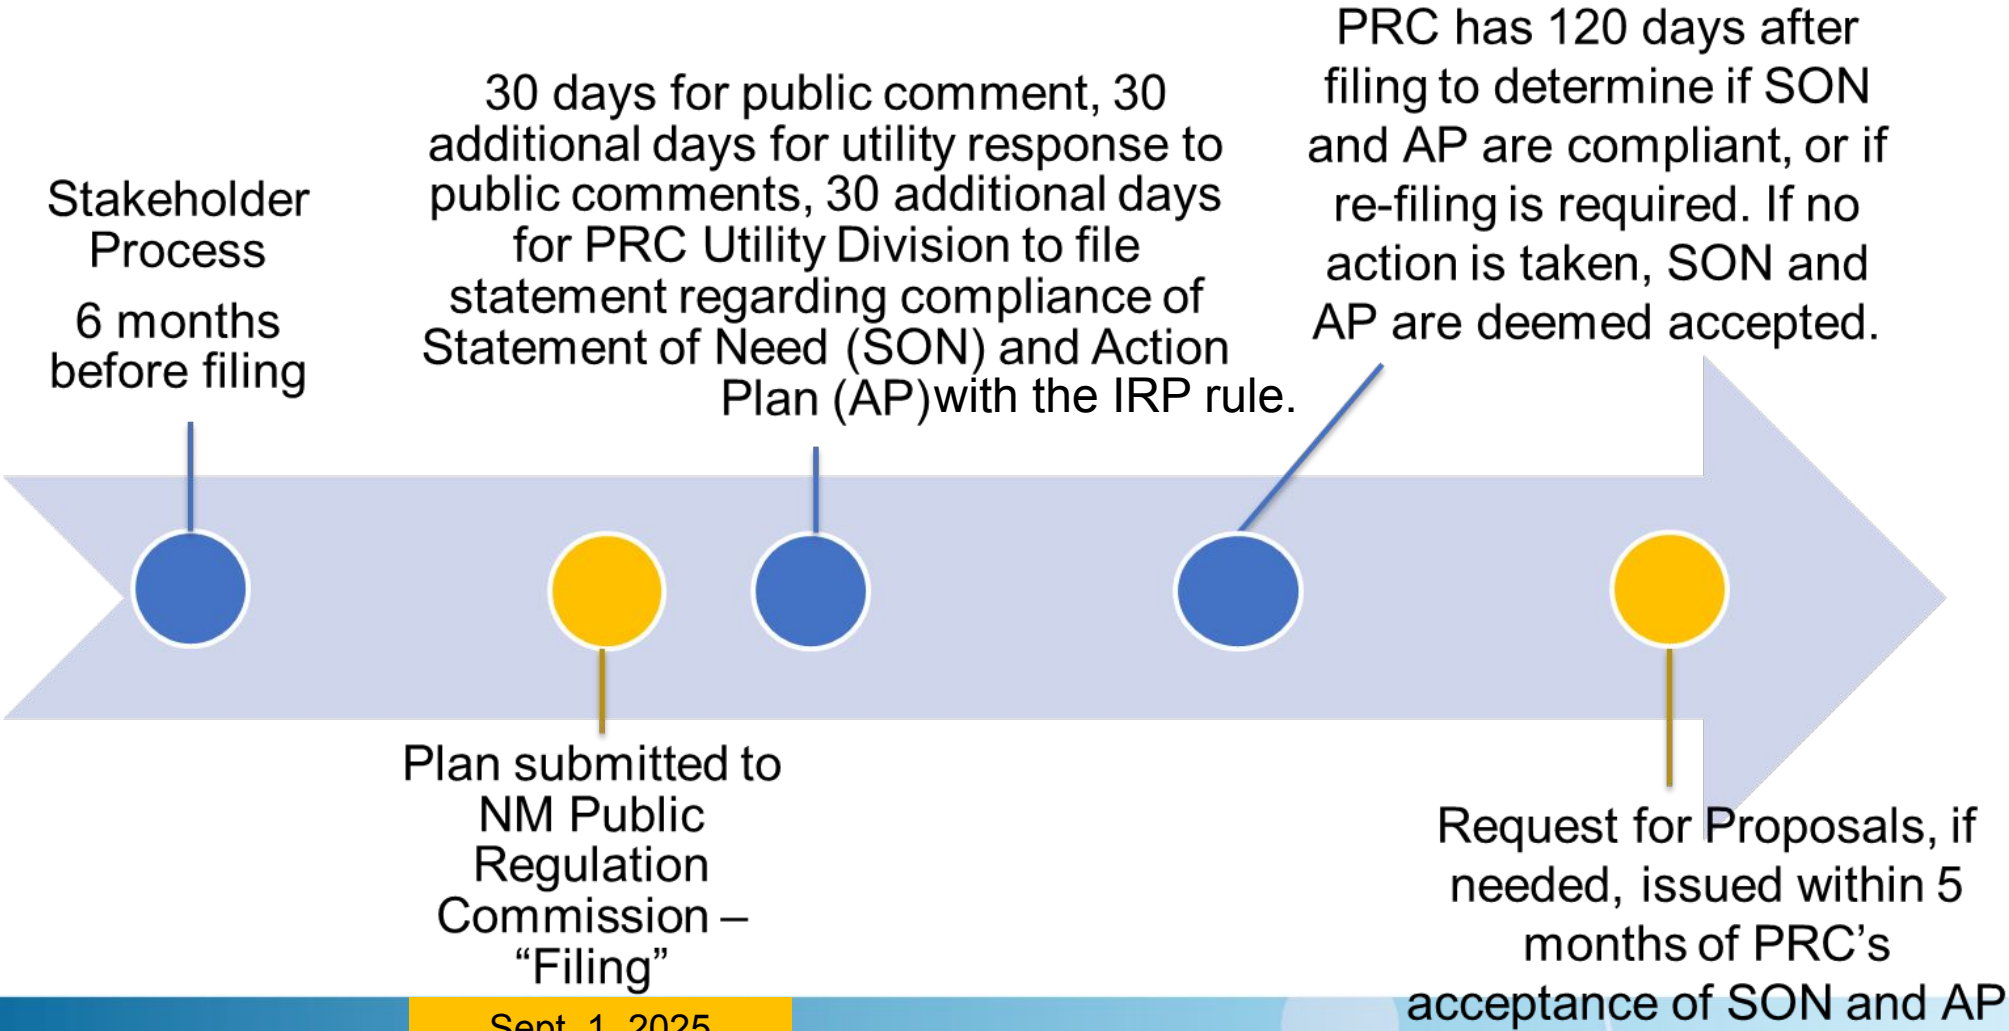 Stakeholder
Process
6 months
before filing
30 days for public comment, 30
additional days for utility response to
public comments, 30 additional days
for PRC Utility Division to file
statement regarding compliance of
Statement of Need (SON) and Action
Plan (AP)with the IRP rule.
PRC has 120 days after
filing to determine if SON
and AP are compliant, or if
re-filing is required. If no
action is taken, SON and
AP are deemed accepted.
Plan submitted to
NM Public
Regulation
Commission –
“Filing”
Sept. 1, 2025
Request for Proposals, if
needed, issued within 5
months of PRC’s
acceptance of SON and AP